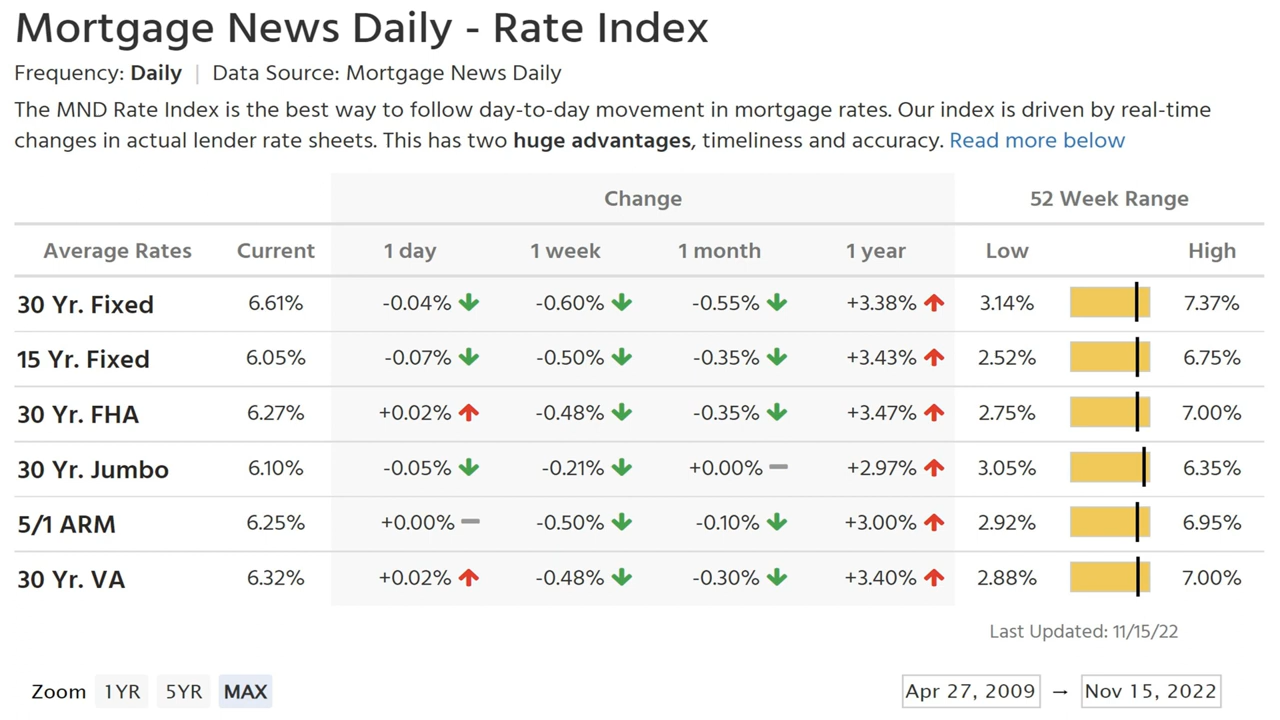 Mortgage News Daily - Rate Index
Frequency: Daily | Data Source: Mortgage News Daily
The MND Rate Index is the best way to follow day-to-day movement in mortgage rates. Our index is driven by real-time
changes in actual lender rate sheets. This has two huge advantages, timeliness and accuracy. Read more below
Change 52 Week Range
Average Rates Current 1 day 1 week 1 month 1 year Low High
30 Yr. Fixed 6.61% -0.04% -0.60% -0.55% +3.38% 3.14% 7.37%
15 Yr. Fixed 6.05% -0.07% -0.50% -0.35% +3.43% 2.52% 6.75%
30 Yr. FHA 6.27% +0.02% -0.48% -0.35% +3.47% 2.75% 7.00%
30 Yr. Jumbo 6.10% -0.05% -0.21% +0.00% +2.97% 3.05% 6.35%
5/1 ARM 6.25% +0.00% -0.50% -0.10% +3.00% 2.92% 6.95%
30 Yr. VA 6.32% +0.02% -0.48% -0.30% +3.40% 2.88% 7.00%
Last Updated: 11/15/22
Zoom 1YR 5YR MAX Apr 27, 2009 → Nov 15, 2022